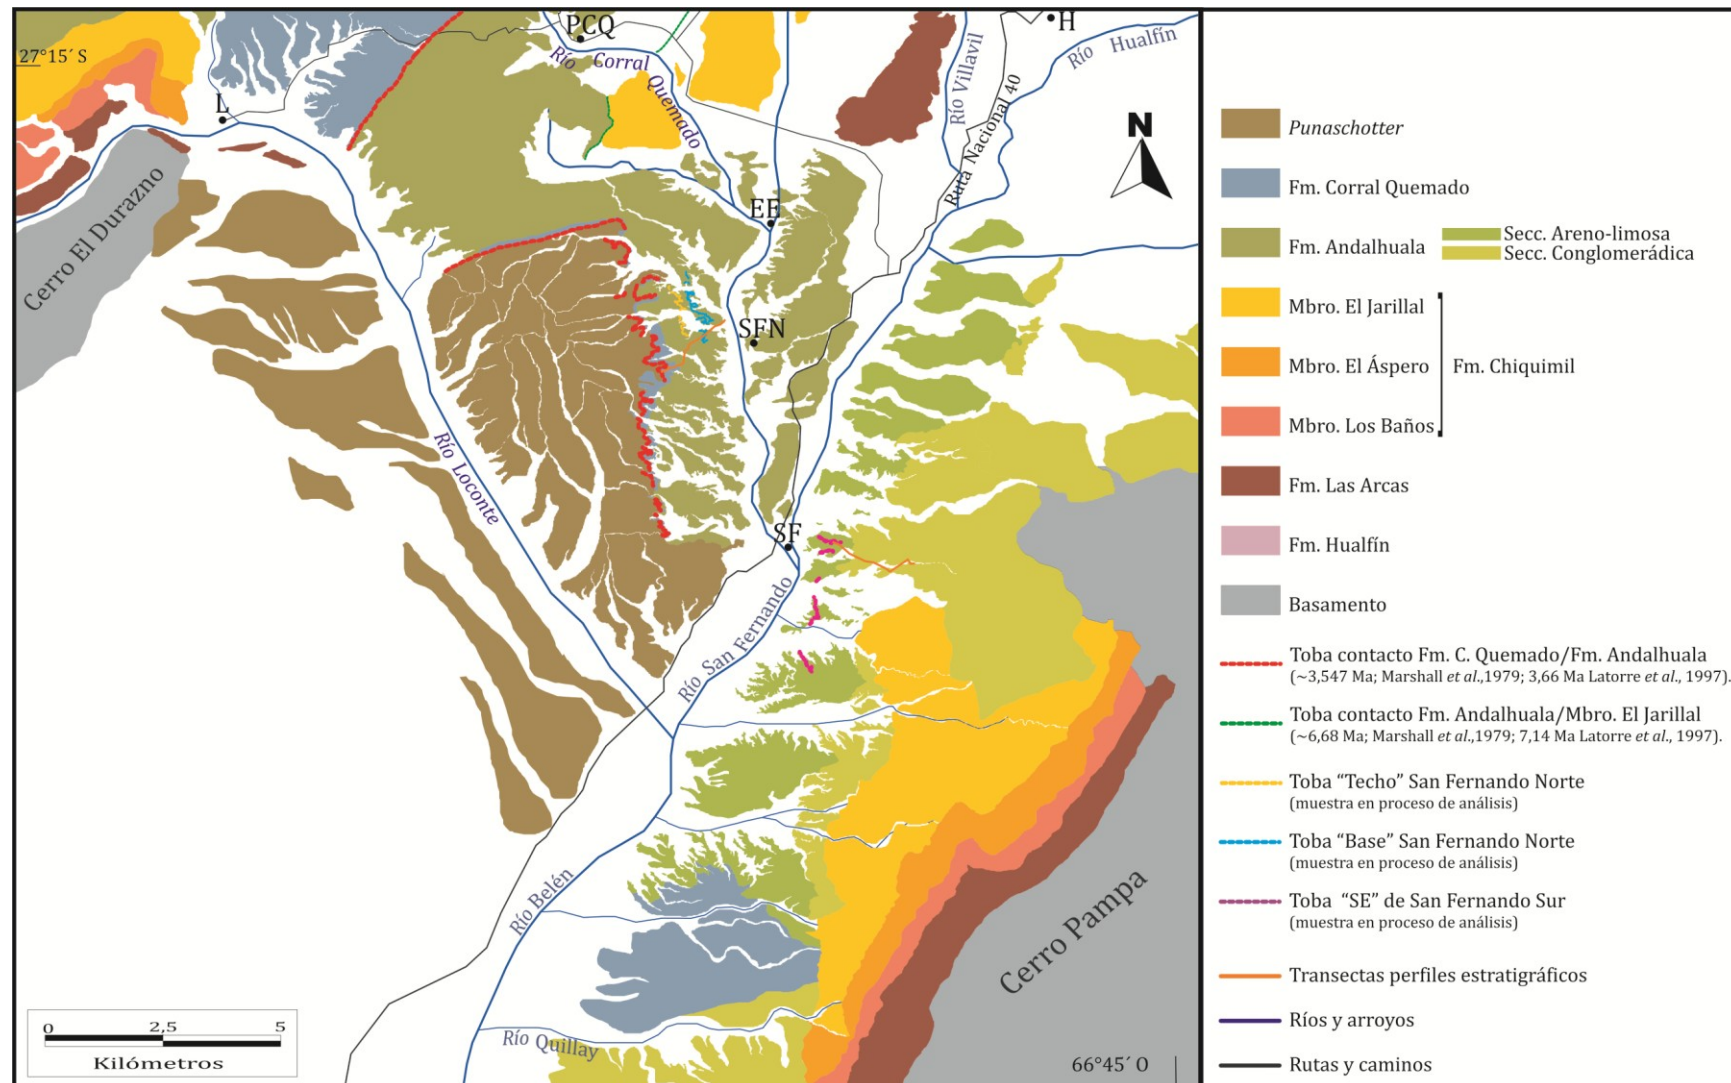 PCQ
H
27°15´ S
Río Corral Quemado
Río Villavil
Río Hualfín
L
Ruta Nacional 40
N
Cerro El Durazno
EE
SFN
Río Loconte
SF
Río San Fernando
Río Belén
Cerro Pampa
Río Quillay
66°45´ O
0 2,5 5
Kilómetros
Punaschotter
Fm. Corral Quemado
Fm. Andalhuala
Secc. Areno-limosa
Secc. Conglomerádica
Mbro. El Jarillal
Mbro. El Áspero
Fm. Chiquimil
Mbro. Los Baños
Fm. Las Arcas
Fm. Hualfín
Basamento
Toba contacto Fm. C. Quemado/Fm. Andalhuala
(~3,547 Ma; Marshall et al.,1979; 3,66 Ma Latorre et al., 1997).
Toba contacto Fm. Andalhuala/Mbro. El Jarillal
(~6,68 Ma; Marshall et al.,1979; 7,14 Ma Latorre et al., 1997).
Toba “Techo” San Fernando Norte
(muestra en proceso de análisis)
Toba “Base” San Fernando Norte
(muestra en proceso de análisis)
Toba “SE” de San Fernando Sur
(muestra en proceso de análisis)
Transectas perfiles estratigráficos
Ríos y arroyos
Rutas y caminos